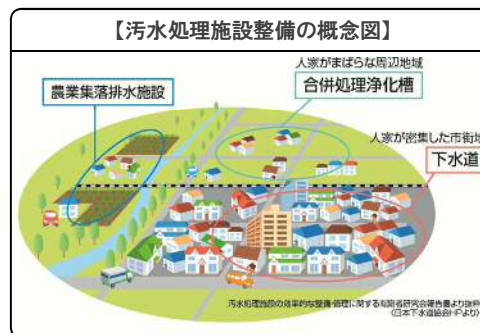 【汚水処理施設整備の概念図】
人家がまばらな周辺地域
合併処理浄化槽
農業集落排水施設
人家が密集した市街地
下水道
汚水処理施設の効率的な整備・管理に関する有識者研究会報告書より抜粋
(日本下水道協会HPより)